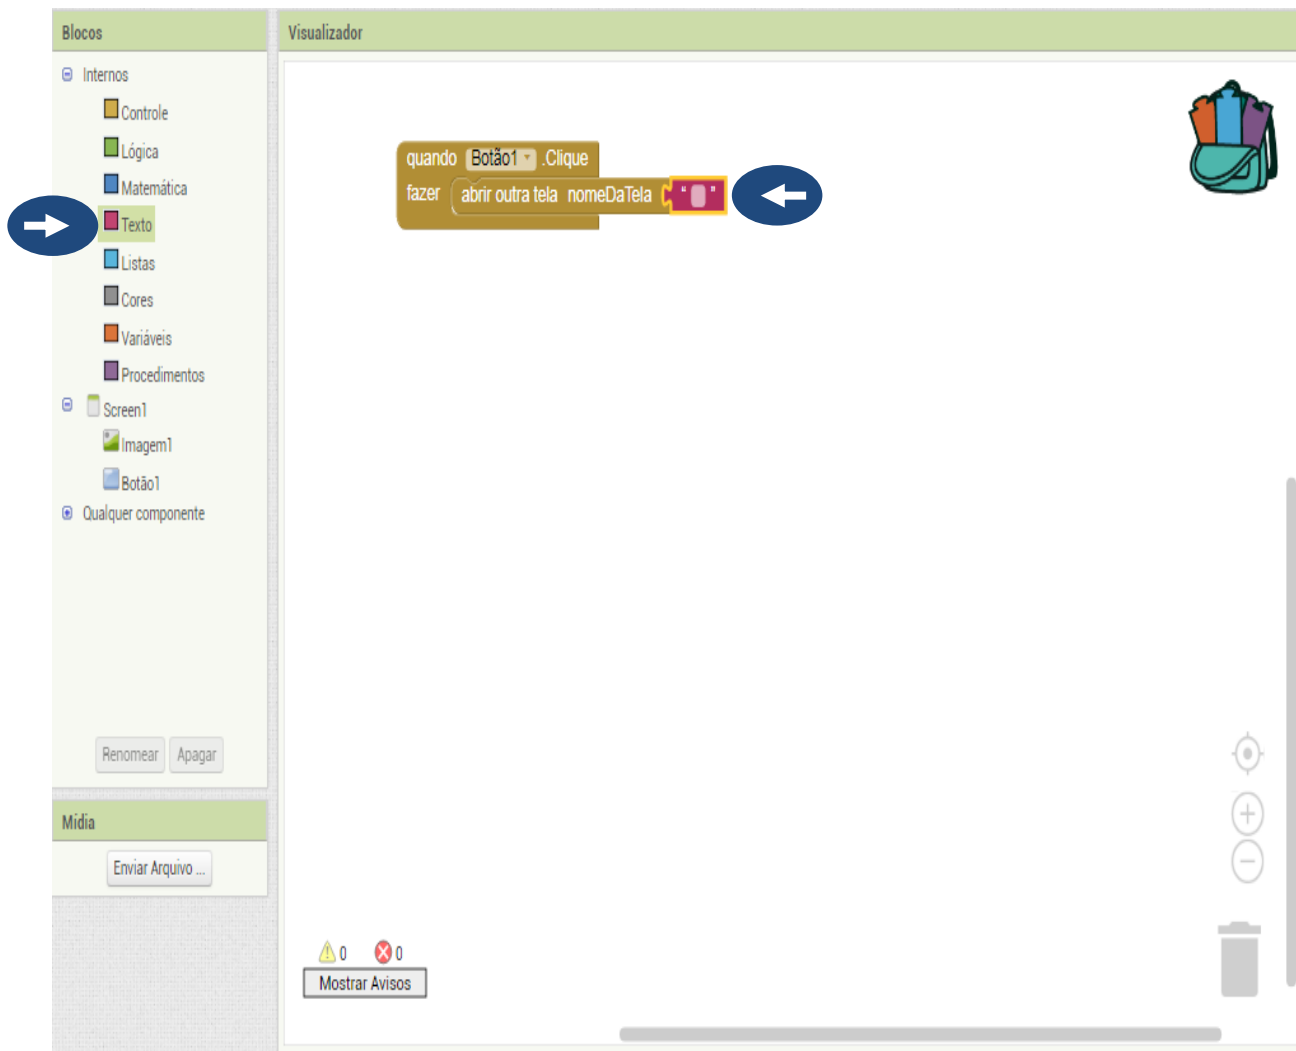 Blocos
Internos
Controle
Lógica
Matemática
Texto
Listas
Cores
Variáveis
Procedimentos
Screen1
Imagem1
Botão1
Qualquer componente
Renomear Apagar
Mídia
Enviar Arquivo ...
Visualizador
quando Botão1 .Clique
fazer abrir outra tela nomeDaTela “ ”
0 0
Mostrar Avisos